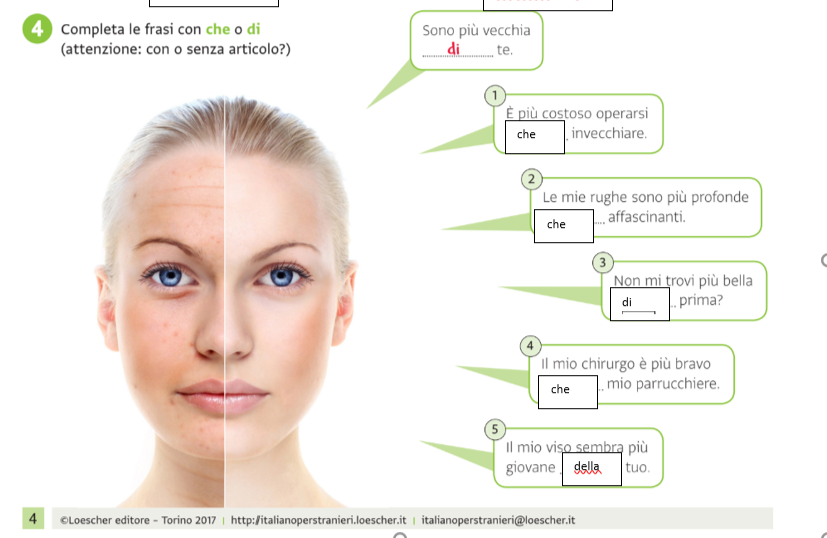 4 Completa le frasi con che o di
(attenzione: con o senza articolo?)
Sono più vecchia
di te.
1
È più costoso operarsi
che invecchiare.
2
Le mie rughe sono più profonde
che affascinanti.
3
Non mi trovi più bella
di prima?
4
Il mio chirurgo è più bravo
che mio parrucchiere.
5
Il mio viso sembra più
giovane della tuo.
4 ©Loescher editore – Torino 2017 | http://italianoperstranieri.loescher.it | italianoperstranieri@loescher.it